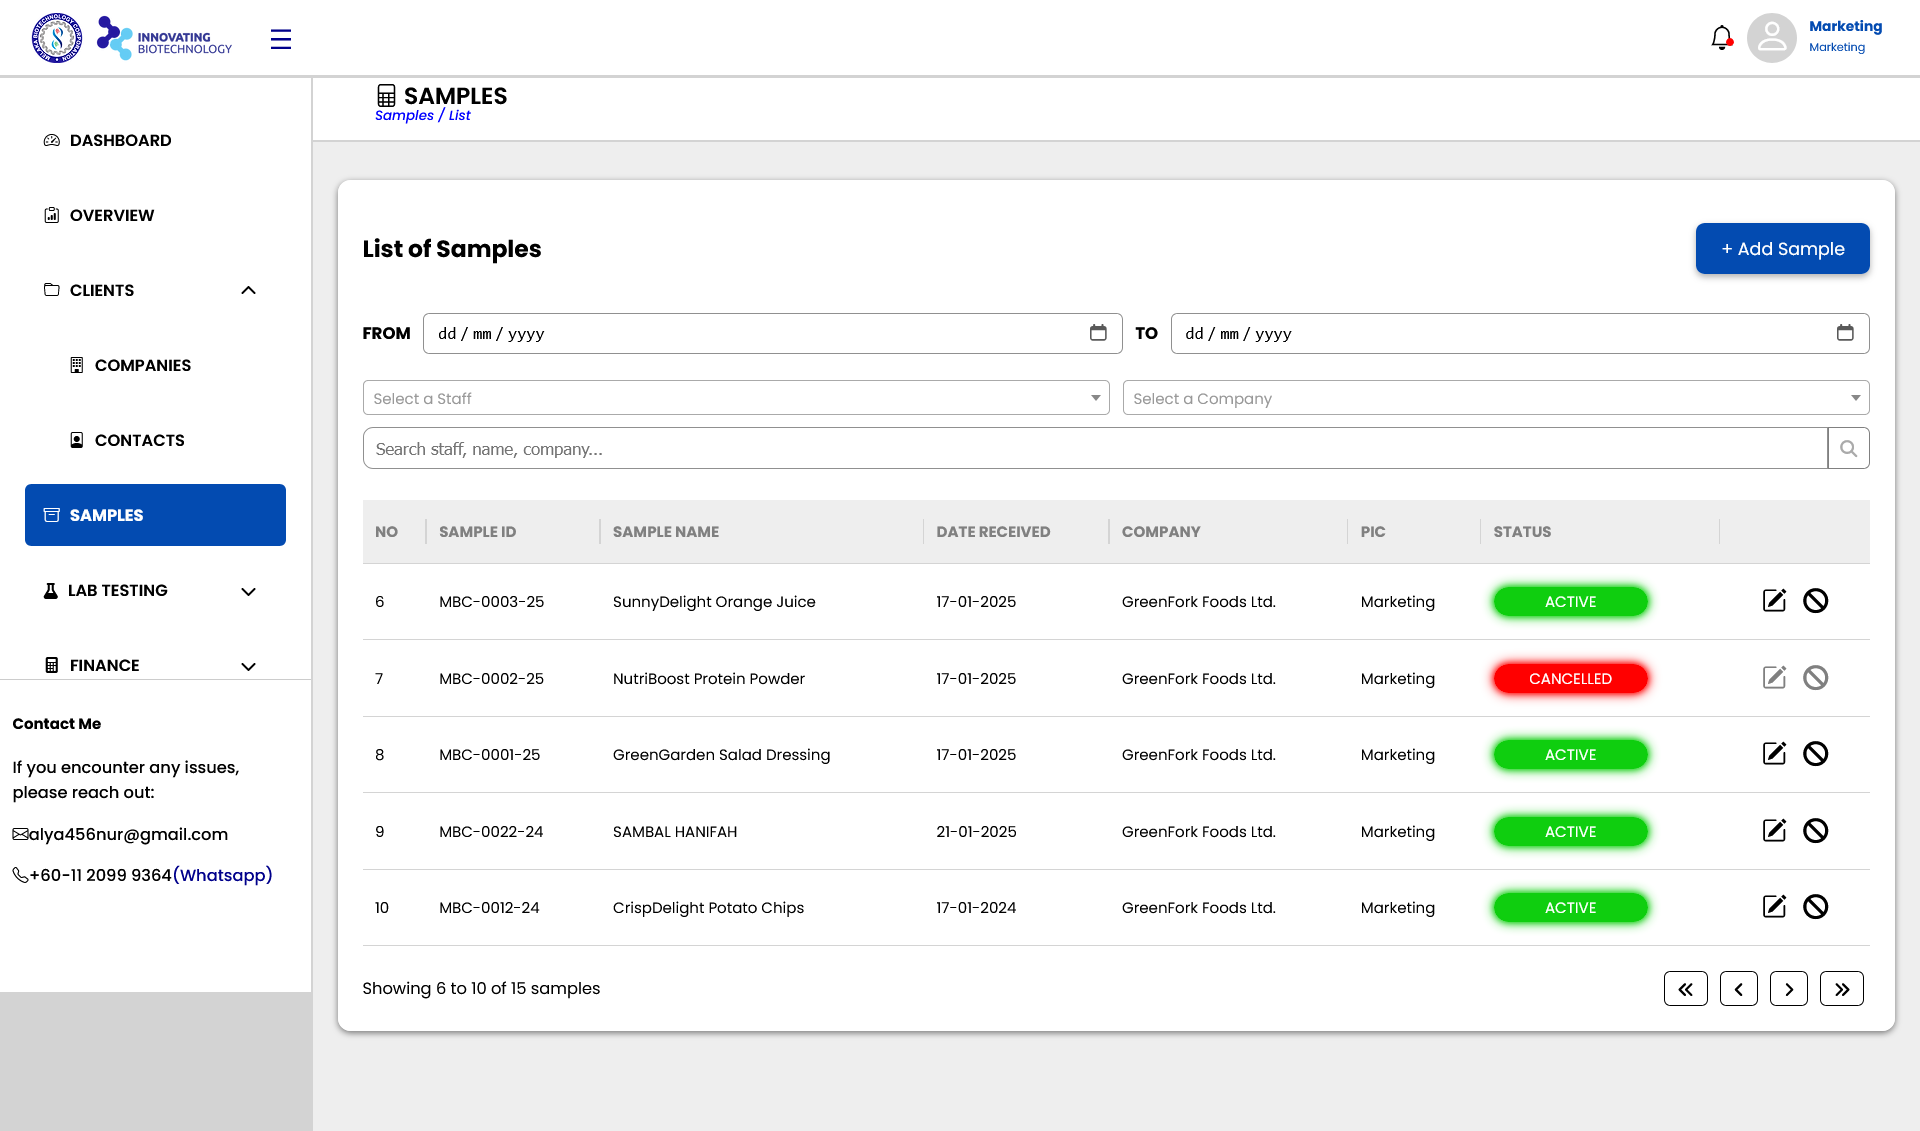 INNOVATING
BIOTECHNOLOGY
Marketing
Marketing
SAMPLES
Samples / List
DASHBOARD
OVERVIEW
CLIENTS
COMPANIES
CONTACTS
SAMPLES
LAB TESTING
FINANCE
Contact Me
If you encounter any issues,
please reach out:
alya456nur@gmail.com
+60-11 2099 9364(Whatsapp)
List of Samples
+ Add Sample
FROM dd / mm / yyyy TO dd / mm / yyyy
Select a Staff Select a Company
Search staff, name, company...
NO SAMPLE ID SAMPLE NAME DATE RECEIVED COMPANY PIC STATUS
6 MBC-0003-25 SunnyDelight Orange Juice 17-01-2025 GreenFork Foods Ltd. Marketing ACTIVE
7 MBC-0002-25 NutriBoost Protein Powder 17-01-2025 GreenFork Foods Ltd. Marketing CANCELLED
8 MBC-0001-25 GreenGarden Salad Dressing 17-01-2025 GreenFork Foods Ltd. Marketing ACTIVE
9 MBC-0022-24 SAMBAL HANIFAH 21-01-2025 GreenFork Foods Ltd. Marketing ACTIVE
10 MBC-0012-24 CrispDelight Potato Chips 17-01-2024 GreenFork Foods Ltd. Marketing ACTIVE
Showing 6 to 10 of 15 samples